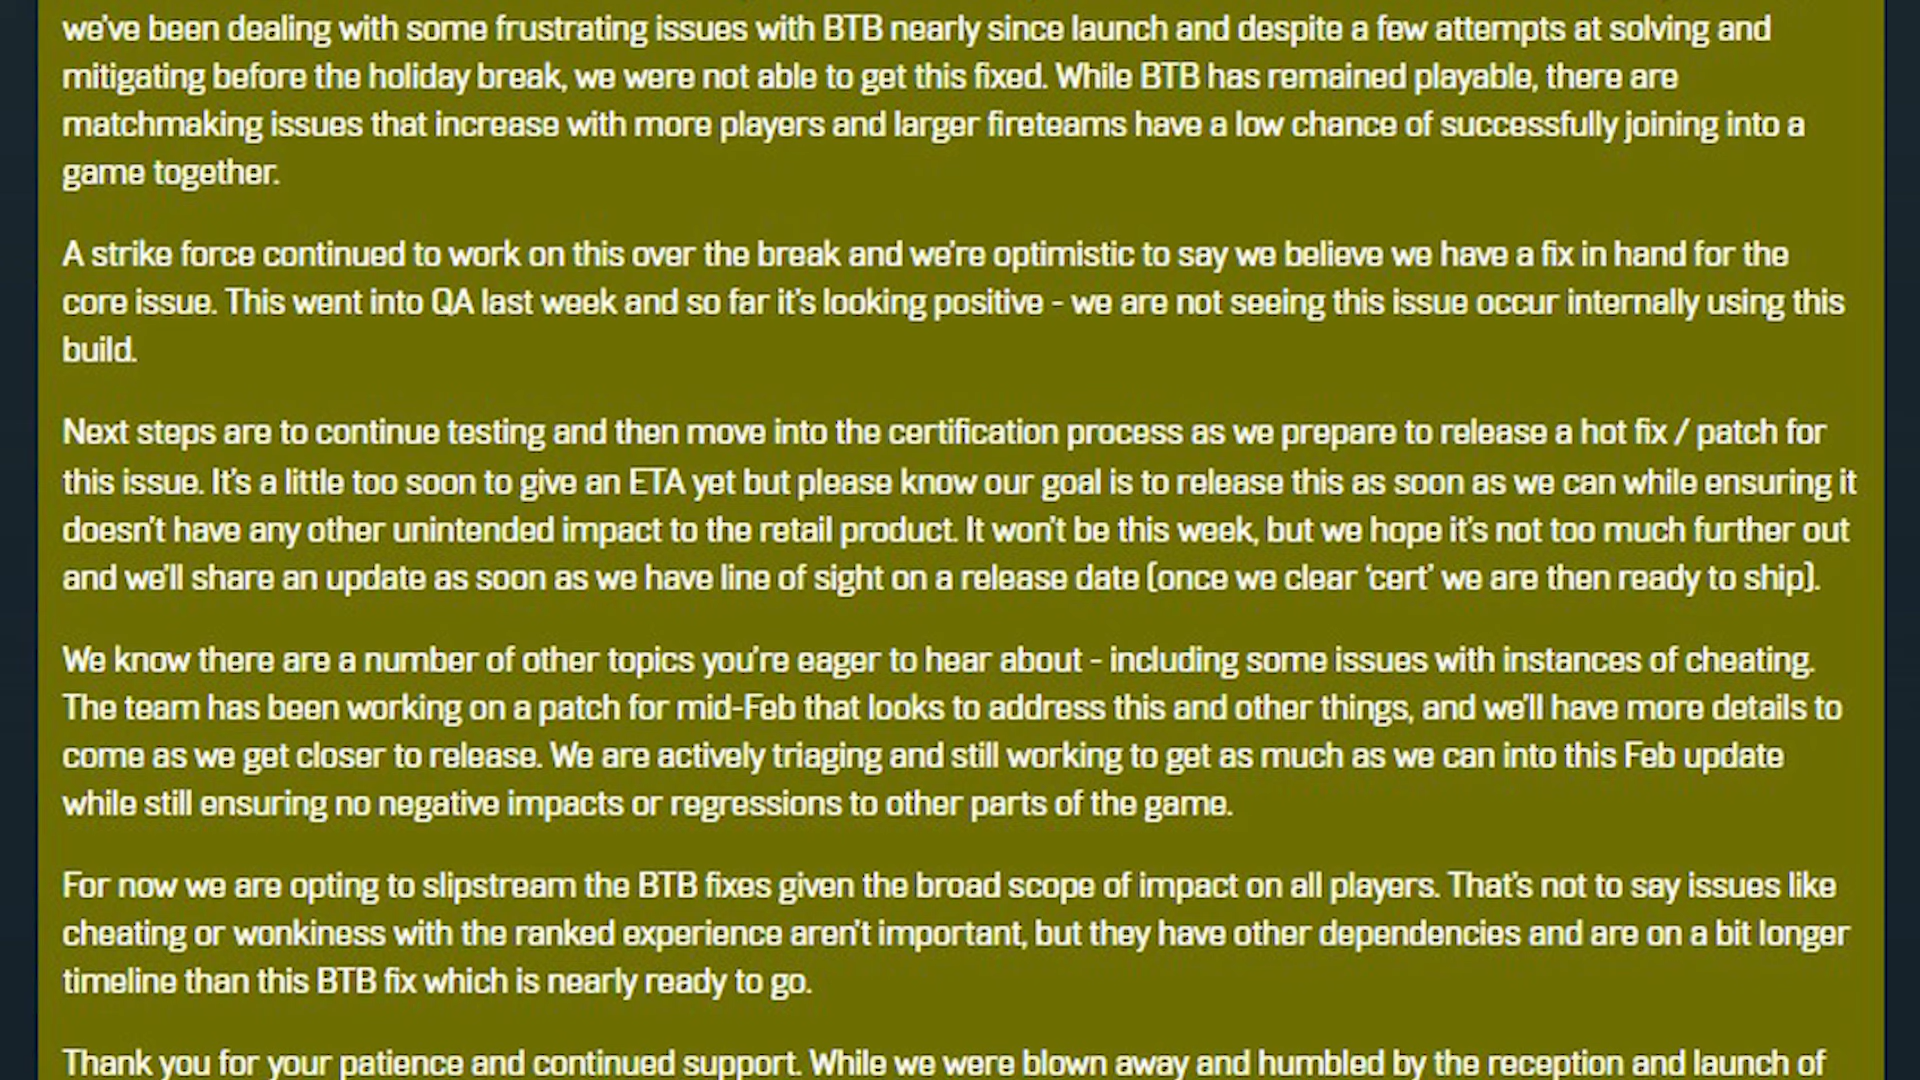 we've been dealing with some frustrating issues with BTB nearly since launch and despite a few attempts at solving and
mitigating before the holiday break, we were not able to get this fixed. While BTB has remained playable, there are
matchmaking issues that increase with more players and larger fireteams have a low chance of successfully joining into a
game together.
A strike force continued to work on this over the break and we're optimistic to say we believe we have a fix in hand for the
core issue. This went into QA last week and so far it's looking positive - we are not seeing this issue occur internally using this
build.
Next steps are to continue testing and then move into the certification process as we prepare to release a hot fix / patch for
this issue. It's a little too soon to give an ETA yet but please know our goal is to release this as soon as we can while ensuring it
doesn't have any other unintended impact to the retail product. It won't be this week, but we hope it's not too much further out
and we'll share an update as soon as we have line of sight on a release date (once we clear 'cert' we are then ready to ship).
We know there are a number of other topics you're eager to hear about - including some issues with instances of cheating.
The team has been working on a patch for mid-Feb that looks to address this and other things, and we'll have more details to
come as we get closer to release. We are actively triaging and still working to get as much as we can into this Feb update
while still ensuring no negative impacts or regressions to other parts of the game.
For now we are opting to slipstream the BTB fixes given the broad scope of impact on all players. That's not to say issues like
cheating or wonkiness with the ranked experience aren't important, but they have other dependencies and are on a bit longer
timeline than this BTB fix which is nearly ready to go.
Thank you for your patience and continued support. While we were blown away and humbled by the reception and launch of